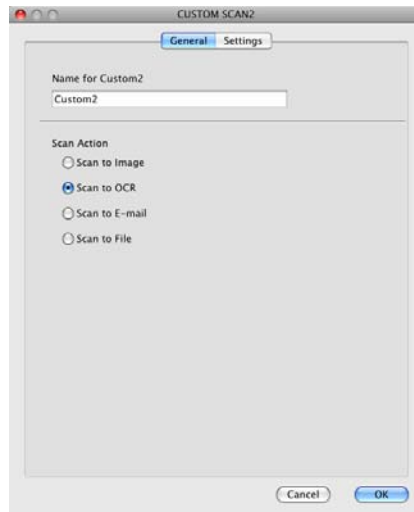 CUSTOM SCAN2
General Settings
Name for Custom2
Custom2
Scan Action
Scan to Image
Scan to OCR
Scan to E-mail
Scan to File
Cancel OK